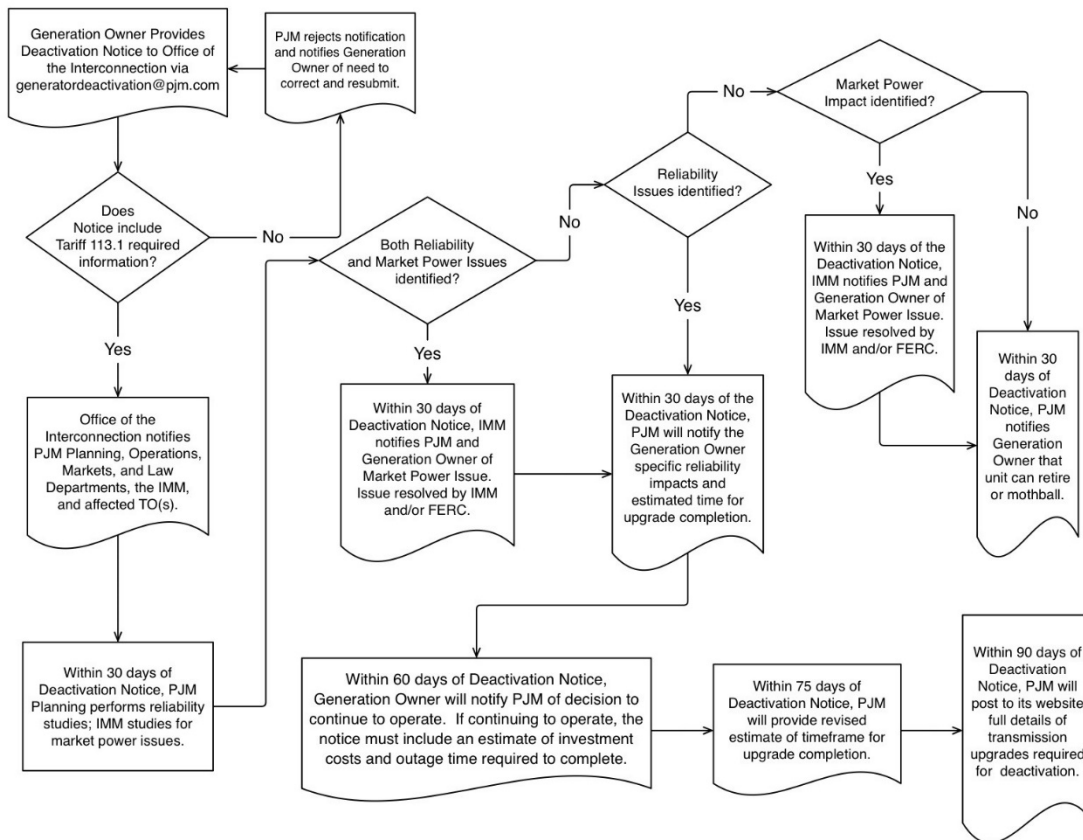 Generation Owner Provides
Deactivation Notice to Office of
the Interconnection via
generatordeactivation@pjm.com
PJM rejects notification
and notifies Generation
Owner of need to
correct and resubmit.
No
Market Power
Impact identified?
Reliability
Issues identified?
Yes
No
Does
Notice include
Tariff 113.1 required
information?
No
Both Reliability
and Market Power Issues
identified?
No
Within 30 days of the
Deactivation Notice,
IMM notifies PJM and
Generation Owner of
Market Power Issue.
Issue resolved by
IMM and/or FERC.
Yes
Yes
Yes
Within 30
days of
Deactivation
Notice, PJM
notifies
Generation
Owner that
unit can retire
or mothball.
Office of the
Interconnection notifies
PJM Planning, Operations,
Markets, and Law
Departments, the IMM,
and affected TO(s).
Within 30 days of
Deactivation Notice, IMM
notifies PJM and
Generation Owner of
Market Power Issue.
Issue resolved by IMM
and/or FERC.
Within 30 days of the
Deactivation Notice,
PJM will notify the
Generation Owner
specific reliability
impacts and
estimated time for
upgrade completion.
Within 30 days of
Deactivation Notice, PJM
Planning performs reliability
studies; IMM studies for
market power issues.
Within 60 days of Deactivation Notice,
Generation Owner will notify PJM of decision to
continue to operate. If continuing to operate, the
notice must include an estimate of investment
costs and outage time required to complete.
Within 75 days of
Deactivation Notice, PJM
will provide revised
estimate of timeframe for
upgrade completion.
Within 90 days of
Deactivation
Notice, PJM will
post to its website
full details of
transmission
upgrades required
for deactivation.